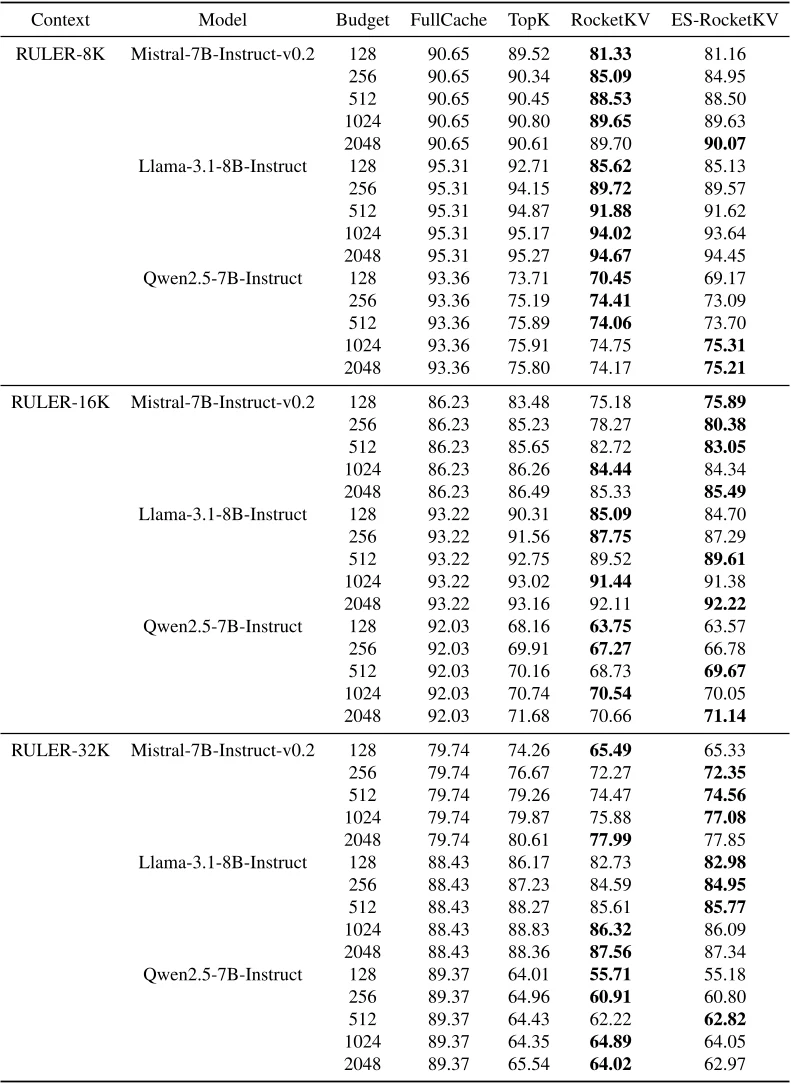 Context Model Budget FullCache TopK RocketKV ES-RocketKV
RULER-8K Mistral-7B-Instruct-v0.2 128 90.65 89.52 81.33 81.16
256 90.65 90.34 85.09 84.95
512 90.65 90.45 88.53 88.50
1024 90.65 90.80 89.65 89.63
2048 90.65 90.61 89.70 90.07
Llama-3.1-8B-Instruct 128 95.31 92.71 85.62 85.13
256 95.31 94.15 89.72 89.57
512 95.31 94.87 91.88 91.62
1024 95.31 95.17 94.02 93.64
2048 95.31 95.27 94.67 94.45
Qwen2.5-7B-Instruct 128 93.36 73.71 70.45 69.17
256 93.36 75.19 74.41 73.09
512 93.36 75.89 74.06 73.70
1024 93.36 75.91 74.75 75.31
2048 93.36 75.80 74.17 75.21
RULER-16K Mistral-7B-Instruct-v0.2 128 86.23 83.48 75.18 75.89
256 86.23 85.23 78.27 80.38
512 86.23 85.65 82.72 83.05
1024 86.23 86.26 84.44 84.34
2048 86.23 86.49 85.33 85.49
Llama-3.1-8B-Instruct 128 93.22 90.31 85.09 84.70
256 93.22 91.56 87.75 87.29
512 93.22 92.75 89.52 89.61
1024 93.22 93.02 91.44 91.38
2048 93.22 93.16 92.11 92.22
Qwen2.5-7B-Instruct 128 92.03 68.16 63.75 63.57
256 92.03 69.91 67.27 66.78
512 92.03 70.16 68.73 69.67
1024 92.03 70.74 70.54 70.05
2048 92.03 71.68 70.66 71.14
RULER-32K Mistral-7B-Instruct-v0.2 128 79.74 74.26 65.49 65.33
256 79.74 76.67 72.27 72.35
512 79.74 79.26 74.47 74.56
1024 79.74 79.87 75.88 77.08
2048 79.74 80.61 77.99 77.85
Llama-3.1-8B-Instruct 128 88.43 86.17 82.73 82.98
256 88.43 87.23 84.59 84.95
512 88.43 88.27 85.61 85.77
1024 88.43 88.83 86.32 86.09
2048 88.43 88.36 87.56 87.34
Qwen2.5-7B-Instruct 128 89.37 64.01 55.71 55.18
256 89.37 64.96 60.91 60.80
512 89.37 64.43 62.22 62.82
1024 89.37 64.35 64.89 64.05
2048 89.37 65.54 64.02 62.97